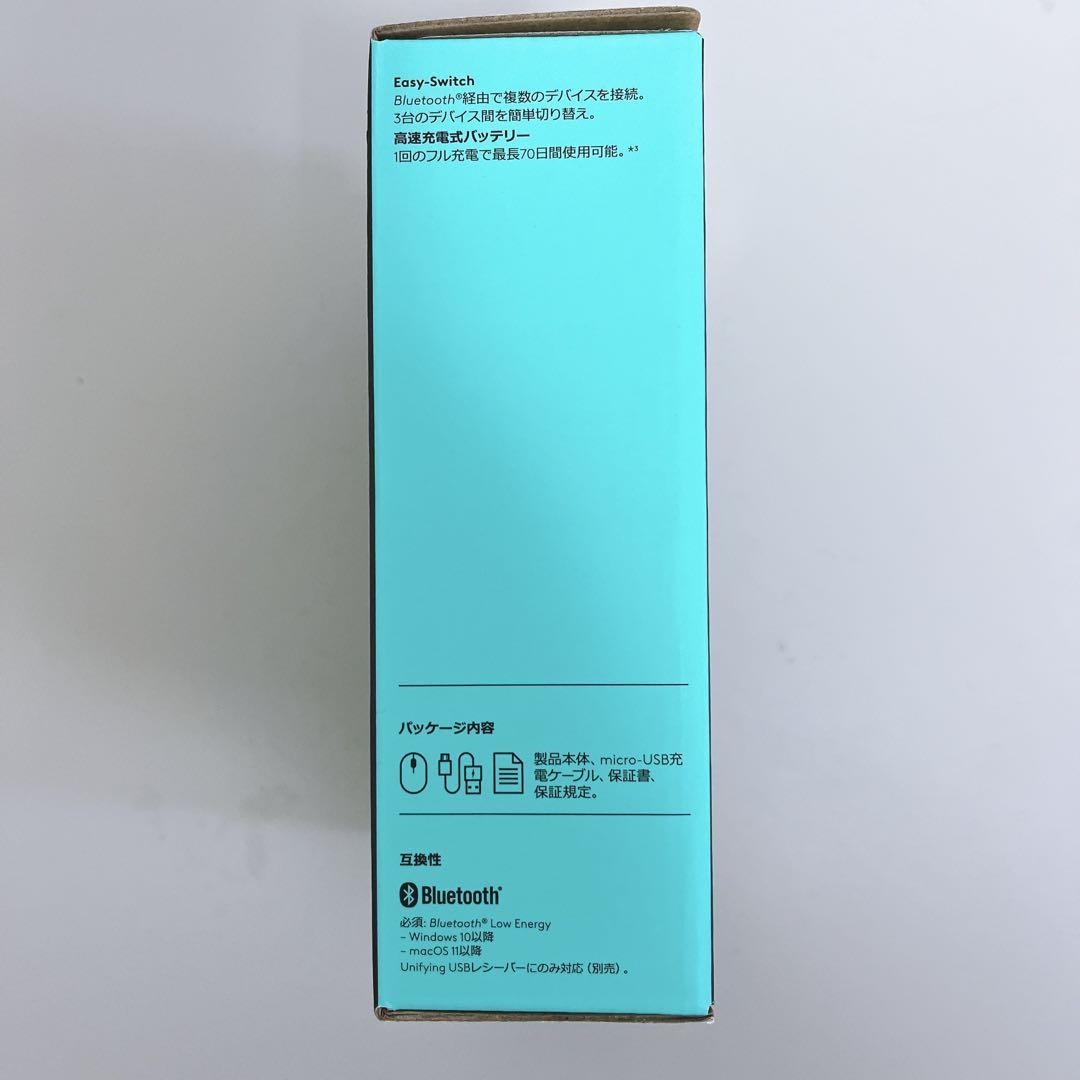 Easy-Switch
Bluetooth®経由で複数のデバイスを接続。
3台のデバイス間を簡単切り替え。
高速充電式バッテリー
1回のフル充電で最長70日間使用可能。*3
パッケージ内容
製品本体、micro-USB充
電ケーブル、保証書、
保証規定。
互換性
Bluetooth®
必須: Bluetooth® Low Energy
– Windows 10以降
– macOS 11以降
Unifying USBレシーバーにのみ対応（別売）。